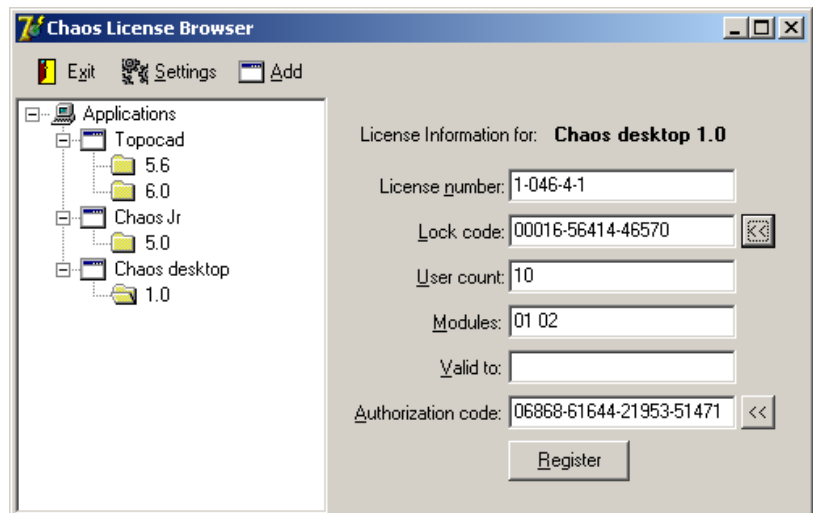 Chaos License Browser
Exit Settings Add
Applications
Topocad
5.6
6.0
Chaos Jr
5.0
Chaos desktop
1.0
License Information for: Chaos desktop 1.0
License number: 1-046-4-1
Lock code: 00016-56414-46570 <<
User count: 10
Modules: 01 02
Valid to:
Authorization code: 06868-61644-21953-51471 <<
Register